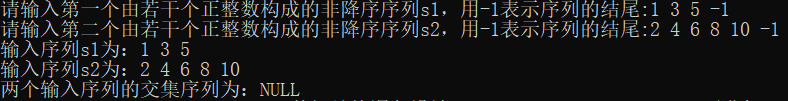 请输入第一个由若干个正整数构成的非降序序列s1，用-1表示序列的结尾:1 3 5 -1
请输入第二个由若干个正整数构成的非降序序列s2，用-1表示序列的结尾:2 4 6 8 10 -1
输入序列s1为：1 3 5
输入序列s2为：2 4 6 8 10
两个输入序列的交集序列为：NULL